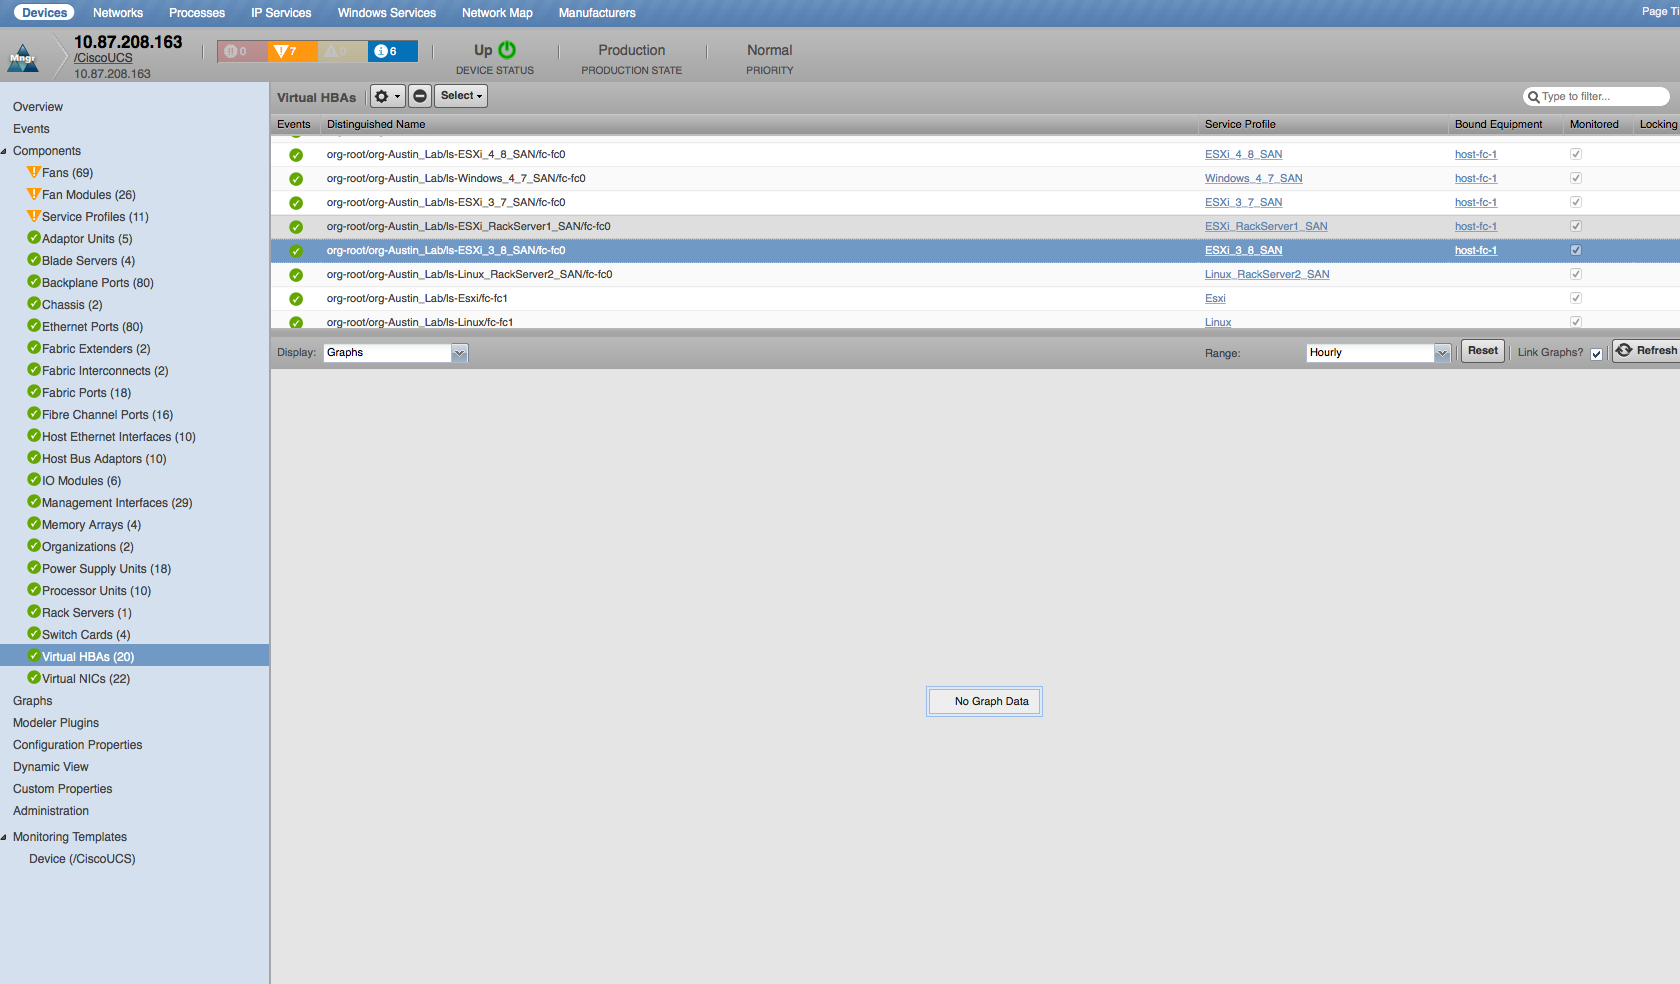 Devices Networks Processes IP Services Windows Services Network Map Manufacturers Page Ti
Mngr
10.87.208.163
/CiscoUCS
10.87.208.163
0 7 0 6
Up
DEVICE STATUS
Production
PRODUCTION STATE
Normal
PRIORITY
Overview
Events
Components
Fans (69)
Fan Modules (26)
Service Profiles (11)
Adaptor Units (5)
Blade Servers (4)
Backplane Ports (80)
Chassis (2)
Ethernet Ports (80)
Fabric Extenders (2)
Fabric Interconnects (2)
Fabric Ports (18)
Fibre Channel Ports (16)
Host Ethernet Interfaces (10)
Host Bus Adaptors (10)
IO Modules (6)
Management Interfaces (29)
Memory Arrays (4)
Organizations (2)
Power Supply Units (18)
Processor Units (10)
Rack Servers (1)
Switch Cards (4)
Virtual HBAs (20)
Virtual NICs (22)
Graphs
Modeler Plugins
Configuration Properties
Dynamic View
Custom Properties
Administration
Monitoring Templates
Device (/CiscoUCS)
Virtual HBAs Select Type to filter...
Events Distinguished Name Service Profile Bound Equipment Monitored Locking
org-root/org-Austin_Lab/ls-ESXi_4_8_SAN/fc-fc0 ESXi_4_8_SAN host-fc-1
org-root/org-Austin_Lab/ls-Windows_4_7_SAN/fc-fc0 Windows_4_7_SAN host-fc-1
org-root/org-Austin_Lab/ls-ESXi_3_7_SAN/fc-fc0 ESXi_3_7_SAN host-fc-1
org-root/org-Austin_Lab/ls-ESXi_RackServer1_SAN/fc-fc0 ESXi_RackServer1_SAN host-fc-1
org-root/org-Austin_Lab/ls-ESXi_3_8_SAN/fc-fc0 ESXi_3_8_SAN host-fc-1
org-root/org-Austin_Lab/ls-Linux_RackServer2_SAN/fc-fc0 Linux_RackServer2_SAN
org-root/org-Austin_Lab/ls-Esxi/fc-fc1 Esxi
org-root/org-Austin_Lab/ls-Linux/fc-fc1 Linux
Display: Graphs Range: Hourly Reset Link Graphs? Refresh
No Graph Data